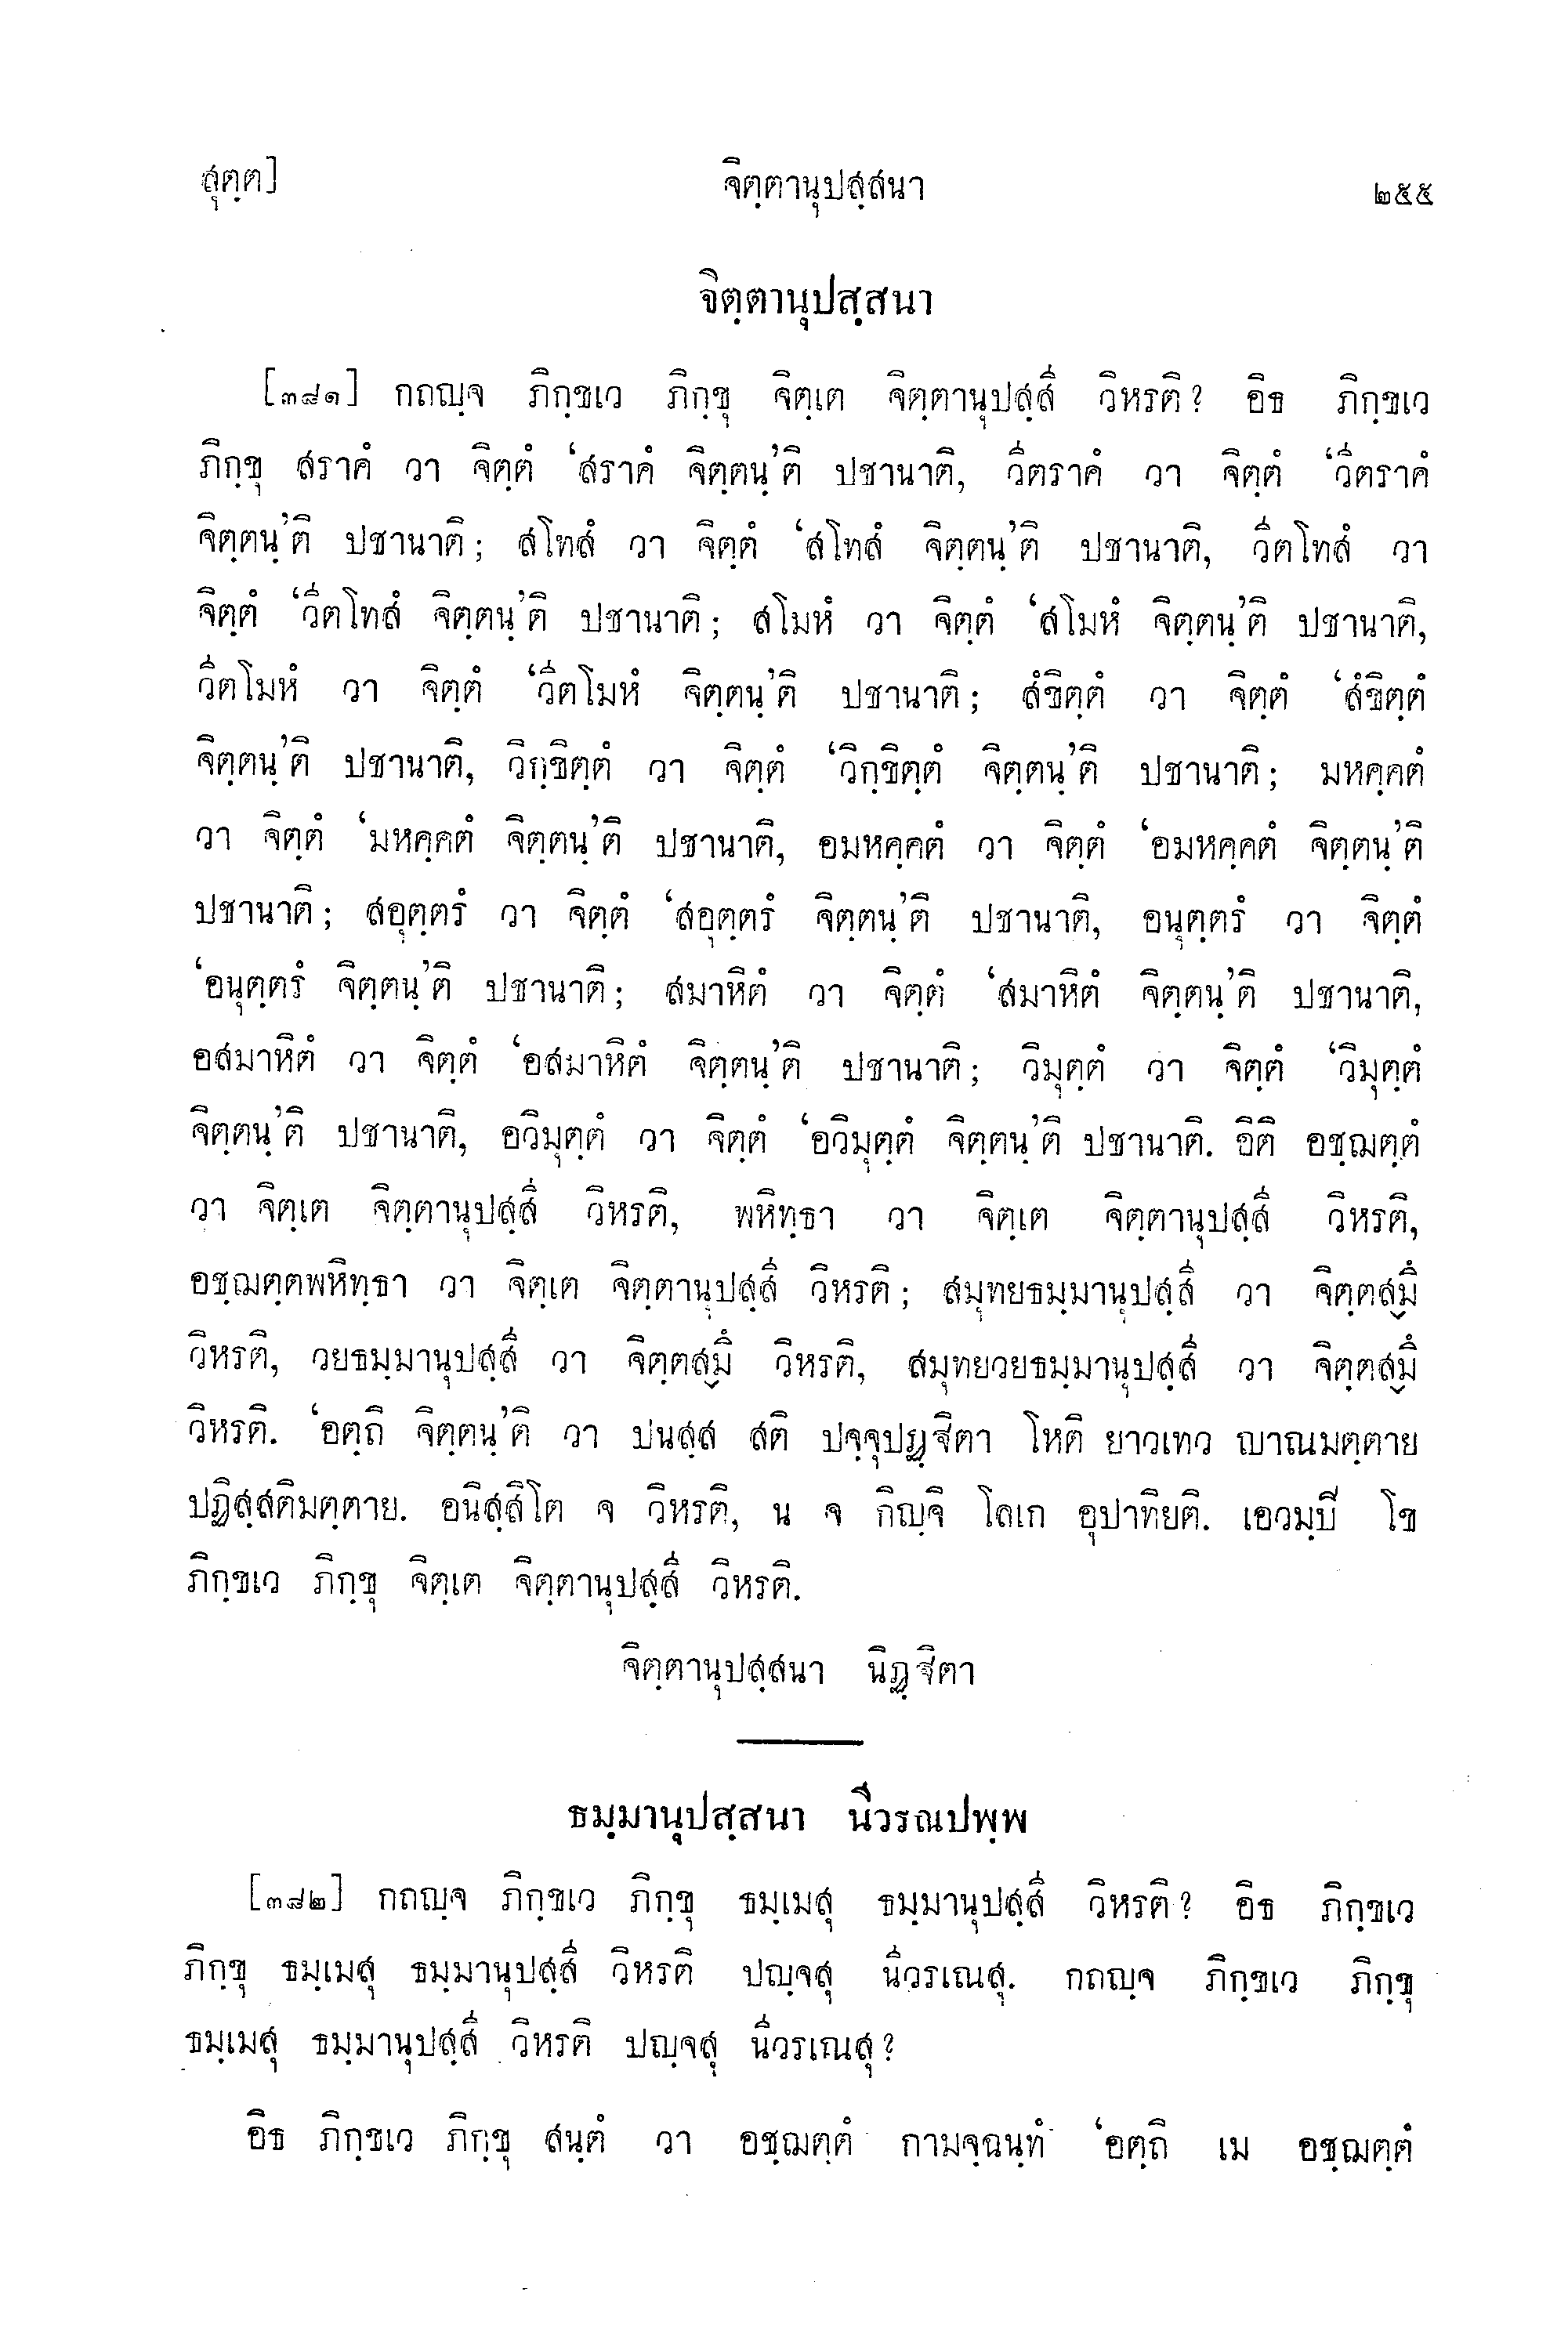 สุตฺต]
จิตฺตานุปสฺสนา
๒๕๕
จิตฺตานุปสฺสนา
[๓๘๑] กถญฺจ ภิกฺขเว ภิกฺขุ จิตฺเต จิตฺตานุปสฺสี วิหรติ? อิธ ภิกฺขเว
ภิกฺขุ สราคํ วา จิตฺตํ ‘สราคํ จิตฺตนฺ’ติ ปชานาติ, วีตราคํ วา จิตฺตํ ‘วีตราคํ
จิตฺตนฺ’ติ ปชานาติ; สโทสํ วา จิตฺตํ ‘สโทสํ จิตฺตนฺ’ติ ปชานาติ, วีตโทสํ วา
จิตฺตํ ‘วีตโทสํ จิตฺตนฺ’ติ ปชานาติ; สโมหํ วา จิตฺตํ ‘สโมหํ จิตฺตนฺ’ติ ปชานาติ,
วีตโมหํ วา จิตฺตํ ‘วีตโมหํ จิตฺตนฺ’ติ ปชานาติ; สํขิตฺตํ วา จิตฺตํ ‘สํขิตฺตํ
จิตฺตนฺ’ติ ปชานาติ, วิกฺขิตฺตํ วา จิตฺตํ ‘วิกฺขิตฺตํ จิตฺตนฺ’ติ ปชานาติ; มหคฺคตํ
วา จิตฺตํ ‘มหคฺคตํ จิตฺตนฺ’ติ ปชานาติ, อมหคฺคตํ วา จิตฺตํ ‘อมหคฺคตํ จิตฺตนฺ’ติ
ปชานาติ; สอุตฺตรํ วา จิตฺตํ ‘สอุตฺตรํ จิตฺตนฺ’ติ ปชานาติ, อนุตฺตรํ วา จิตฺตํ
‘อนุตฺตรํ จิตฺตนฺ’ติ ปชานาติ; สมาหิตํ วา จิตฺตํ ‘สมาหิตํ จิตฺตนฺ’ติ ปชานาติ,
อสมาหิตํ วา จิตฺตํ ‘อสมาหิตํ จิตฺตนฺ’ติ ปชานาติ; วิมุตฺตํ วา จิตฺตํ ‘วิมุตฺตํ
จิตฺตนฺ’ติ ปชานาติ, อวิมุตฺตํ วา จิตฺตํ ‘อวิมุตฺตํ จิตฺตนฺ’ติ ปชานาติ. อิติ อชฺฌตฺตํ
วา จิตฺเต จิตฺตานุปสฺสี วิหรติ, พหิทฺธา วา จิตฺเต จิตฺตานุปสฺสี วิหรติ,
อชฺฌตฺตพหิทฺธา วา จิตฺเต จิตฺตานุปสฺสี วิหรติ; สมุทยธมฺมานุปสฺสี วา จิตฺตสฺมึ
วิหรติ, วยธมฺมานุปสฺสี วา จิตฺตสฺมึ วิหรติ, สมุทยวยธมฺมานุปสฺสี วา จิตฺตสฺมึ
วิหรติ. ‘อตฺถิ จิตฺตนฺ’ติ วา ปนสฺส สติ ปจฺจุปฏฺฐิตา โหติ ยาวเทว ญาณมตฺตาย
ปฏิสฺสติมตฺตาย. อนิสฺสิโต จ วิหรติ, น จ กิญฺจิ โลเก อุปาทิยติ. เอวมฺปิ โข
ภิกฺขเว ภิกฺขุ จิตฺเต จิตฺตานุปสฺสี วิหรติ.
จิตฺตานุปสฺสนา นิฏฺฐิตา
ธมฺมานุปสฺสนา นีวรณปพฺพ
[๓๘๒] กถญฺจ ภิกฺขเว ภิกฺขุ ธมฺเมสุ ธมฺมานุปสฺสี วิหรติ? อิธ ภิกฺขเว
ภิกฺขุ ธมฺเมสุ ธมฺมานุปสฺสี วิหรติ ปญฺจสุ นีวรเณสุ. กถญฺจ ภิกฺขเว ภิกฺขุ
ธมฺเมสุ ธมฺมานุปสฺสี วิหรติ ปญฺจสุ นีวรเณสุ?
อิธ ภิกฺขเว ภิกฺขุ สนฺตํ วา อชฺฌตฺตํ กามจฺฉนฺทํ ‘อตฺถิ เม อชฺฌตฺตํ